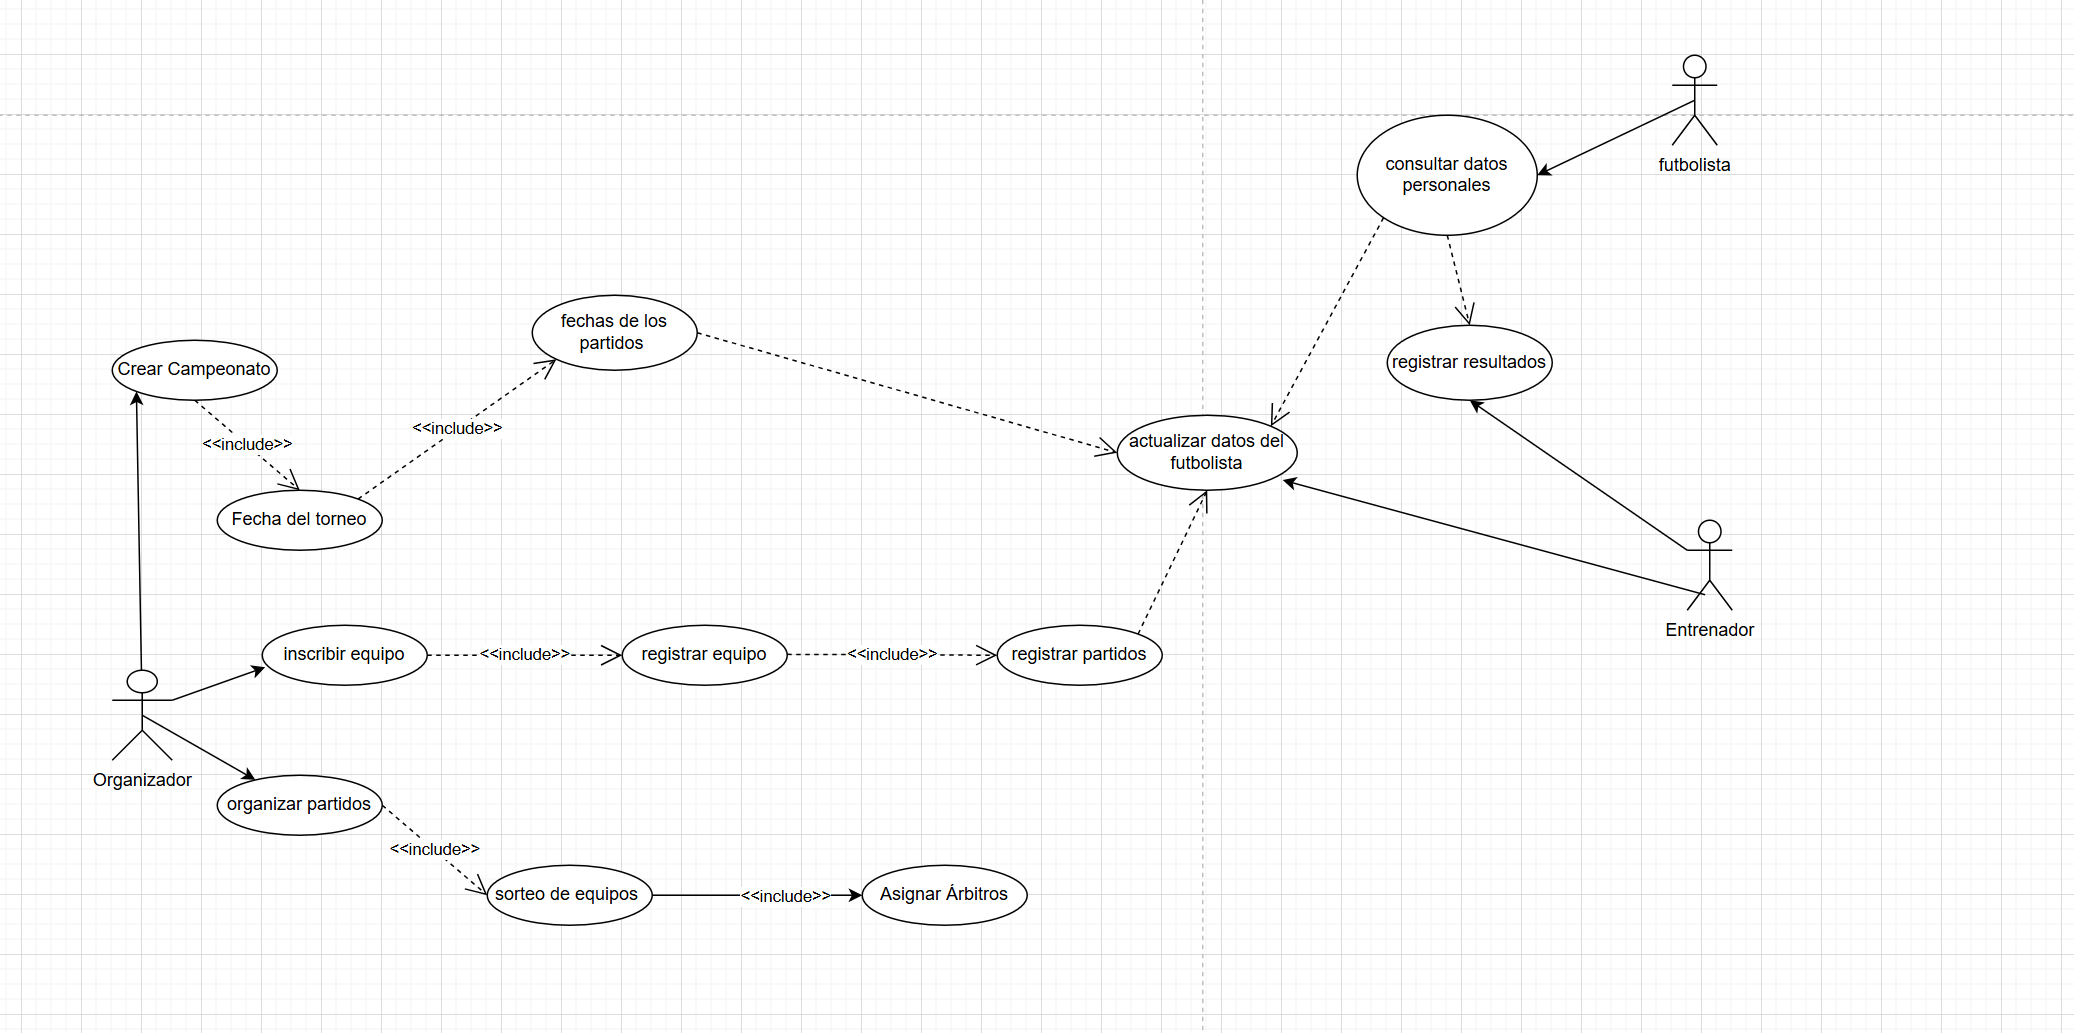 futbolista
consultar datos
personales
fechas de los
partidos
Crear Campeonato
registrar resultados
<<include>>
<<include>>
actualizar datos del
futbolista
Fecha del torneo
Entrenador
inscribir equipo
<<include>>
registrar equipo
<<include>>
registrar partidos
Organizador
organizar partidos
<<include>>
sorteo de equipos
<<include>>
Asignar Árbitros